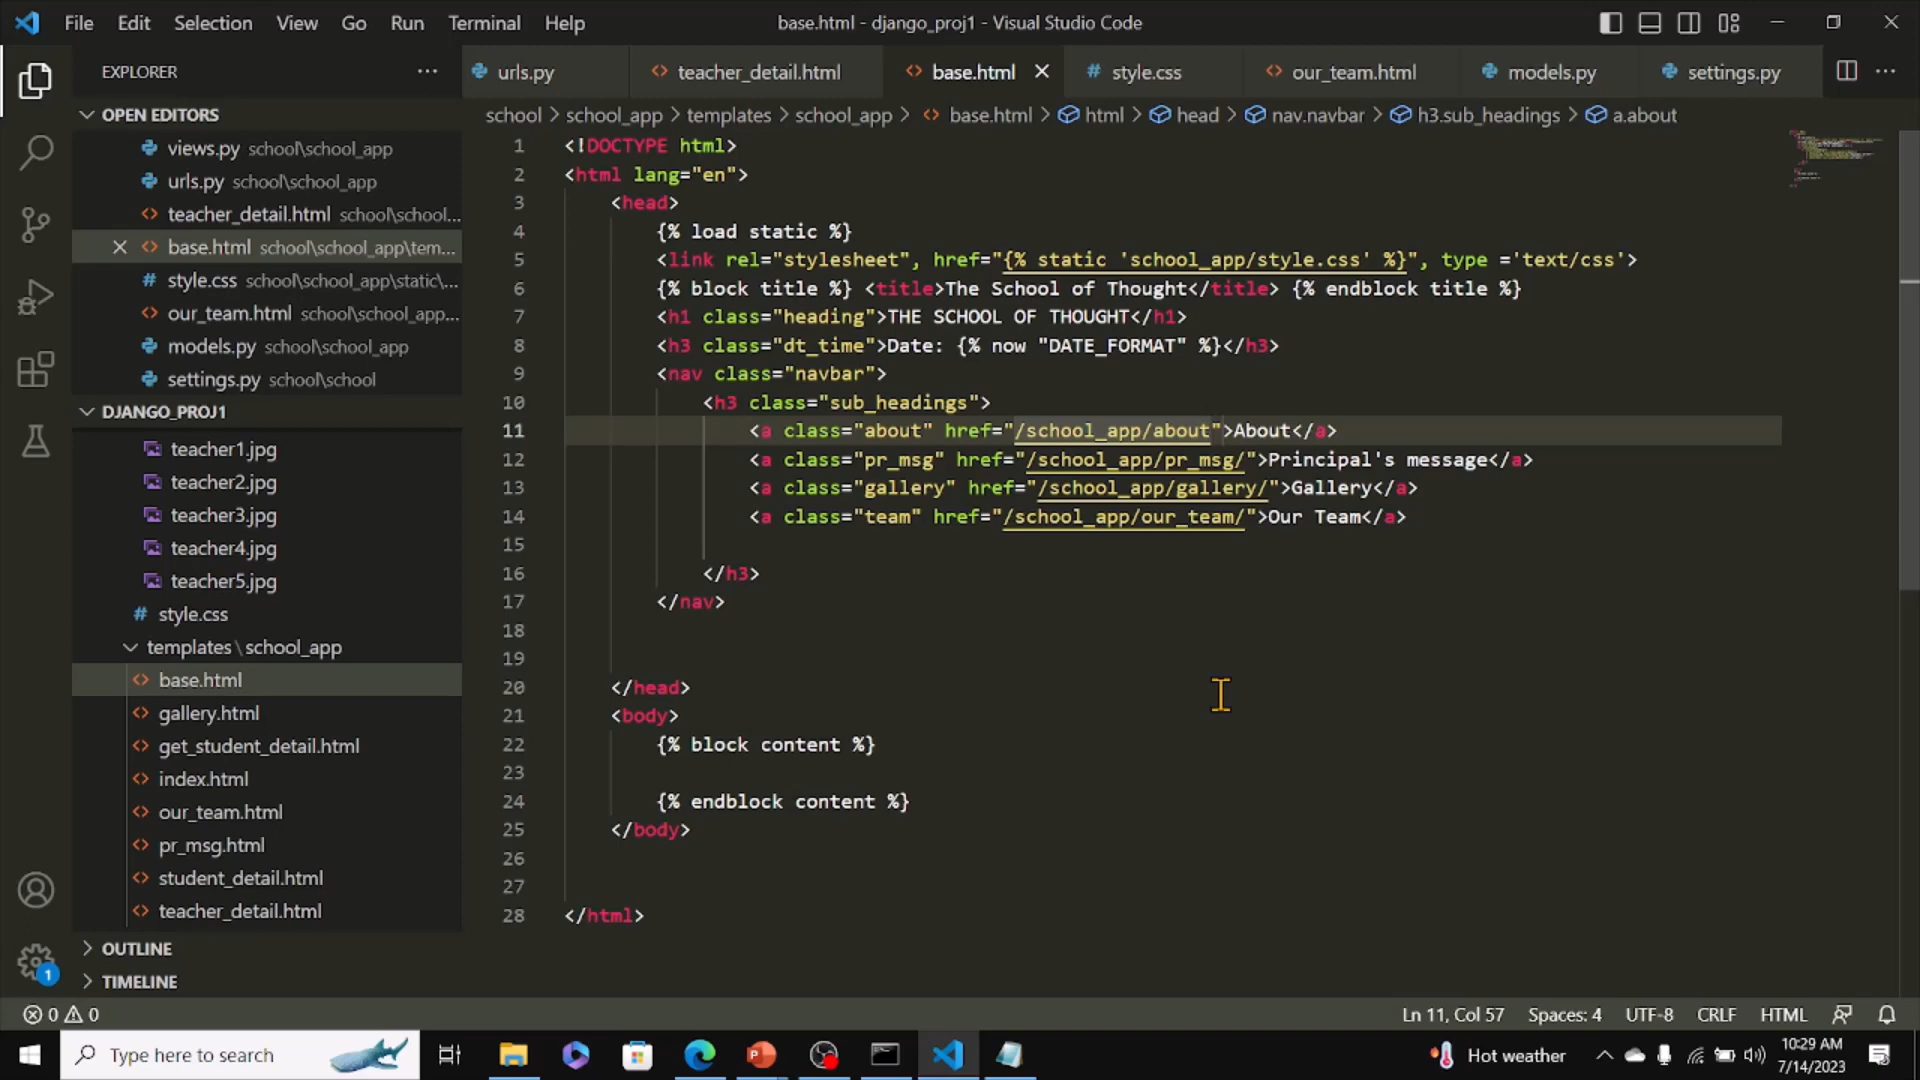 File Edit Selection View Go Run Terminal Help base.html - django_proj1 - Visual Studio Code
EXPLORER
urls.py teacher_detail.html base.html style.css our_team.html models.py settings.py
OPEN EDITORS
school > school_app > templates > school_app > base.html > html > head > nav.navbar > h3.sub_headings > a.about
views.py school\school_app
urls.py school\school_app
teacher_detail.html school\school...
base.html school\school_app\tem...
style.css school\school_app\static\...
our_team.html school\school_app...
models.py school\school_app
settings.py school\school
DJANGO_PROJ1
teacher1.jpg
teacher2.jpg
teacher3.jpg
teacher4.jpg
teacher5.jpg
style.css
templates\school_app
base.html
gallery.html
get_student_detail.html
index.html
our_team.html
pr_msg.html
student_detail.html
teacher_detail.html
OUTLINE
TIMELINE
1 <!DOCTYPE html>
2 <html lang="en">
3 <head>
4 {% load static %}
5 <link rel="stylesheet", href="{% static 'school_app/style.css' %}", type ='text/css'>
6 {% block title %} <title>The School of Thought</title> {% endblock title %}
7 <h1 class="heading">THE SCHOOL OF THOUGHT</h1>
8 <h3 class="dt_time">Date: {% now "DATE_FORMAT" %}</h3>
9 <nav class="navbar">
10 <h3 class="sub_headings">
11 <a class="about" href="/school_app/about">About</a>
12 <a class="pr_msg" href="/school_app/pr_msg/">Principal's message</a>
13 <a class="gallery" href="/school_app/gallery/">Gallery</a>
14 <a class="team" href="/school_app/our_team/">Our Team</a>
15
16 </h3>
17 </nav>
18
19
20 </head>
21 <body>
22 {% block content %}
23
24 {% endblock content %}
25 </body>
26
27
28 </html>
0 0 Ln 11, Col 57 Spaces: 4 UTF-8 CRLF HTML
1
Type here to search Hot weather 10:29 AM
7/14/2023